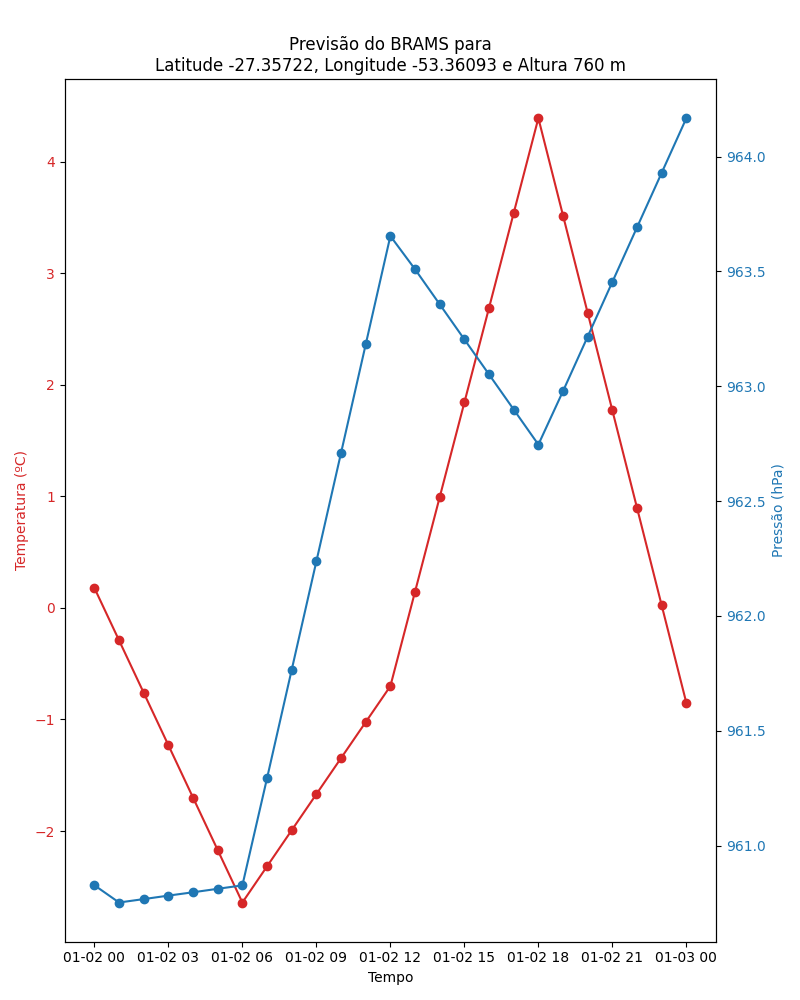 Previsão do BRAMS para
Latitude -27.35722, Longitude -53.36093 e Altura 760 m
4
3
2
1
0
−1
−2
Temperatura (ºC)
964.0
963.5
963.0
962.5
962.0
961.5
961.0
Pressão (hPa)
01-02 00 01-02 03 01-02 06 01-02 09 01-02 12 01-02 15 01-02 18 01-02 21 01-03 00
Tempo